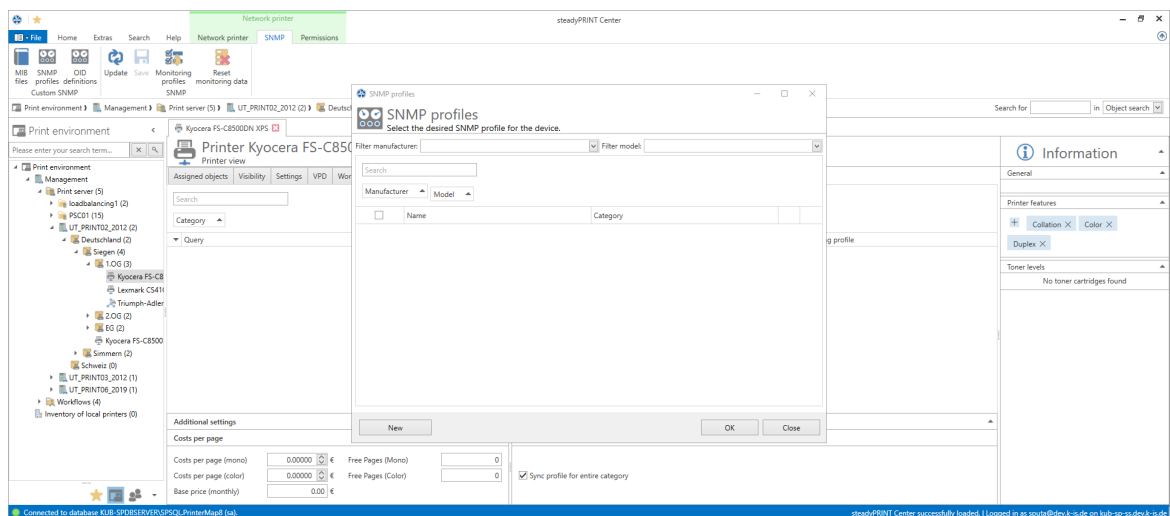 Network printer
steadyPRINT Center
File Home Extras Search Help Network printer SNMP Permissions
MIB files
SNMP profiles
OID definitions
Update
Save
Monitoring profiles
Reset monitoring data
Custom SNMP
SNMP
Print environment Management Print server (5) UT_PRINT02_2012 (2) Deutsch
Search for in Object search
SNMP profiles
SNMP profiles
Select the desired SNMP profile for the device.
Filter manufacturer: Filter model:
Search
Manufacturer Model
Name Category
New OK Close
Print environment
Please enter your search term...
Print environment
Management
Print server (5)
loadbalancing1 (2)
PSC01 (15)
UT_PRINT02_2012 (2)
Deutschland (2)
Siegen (4)
1.OG (3)
Kyocera FS-C8
Lexmark CS410
Triumph-Adler
2.OG (2)
EG (2)
Kyocera FS-C8500
Simmern (2)
Schweiz (0)
UT_PRINT03_2012 (1)
UT_PRINT06_2019 (1)
Workflows (4)
Inventory of local printers (0)
Kyocera FS-C8500DN XPS
Printer Kyocera FS-C850
Printer view
Assigned objects Visibility Settings VPD Wor
Search
Category
Query
g profile
Additional settings
Costs per page
Costs per page (mono) 0.00000 € Free Pages (Mono) 0
Costs per page (color) 0.00000 € Free Pages (Color) 0
Base price (monthly) 0.00 €
Sync profile for entire category
Information
General
Printer features
Collation Color
Duplex
Toner levels
No toner cartridges found
Connected to database KUB-SPDBSERVER\SPSQL.PrinterMap8 (sa).
steadyPRINT Center successfully loaded. | Logged in as sputa@dev.k-is.de on kub-sp-ss.dev.k-is.de